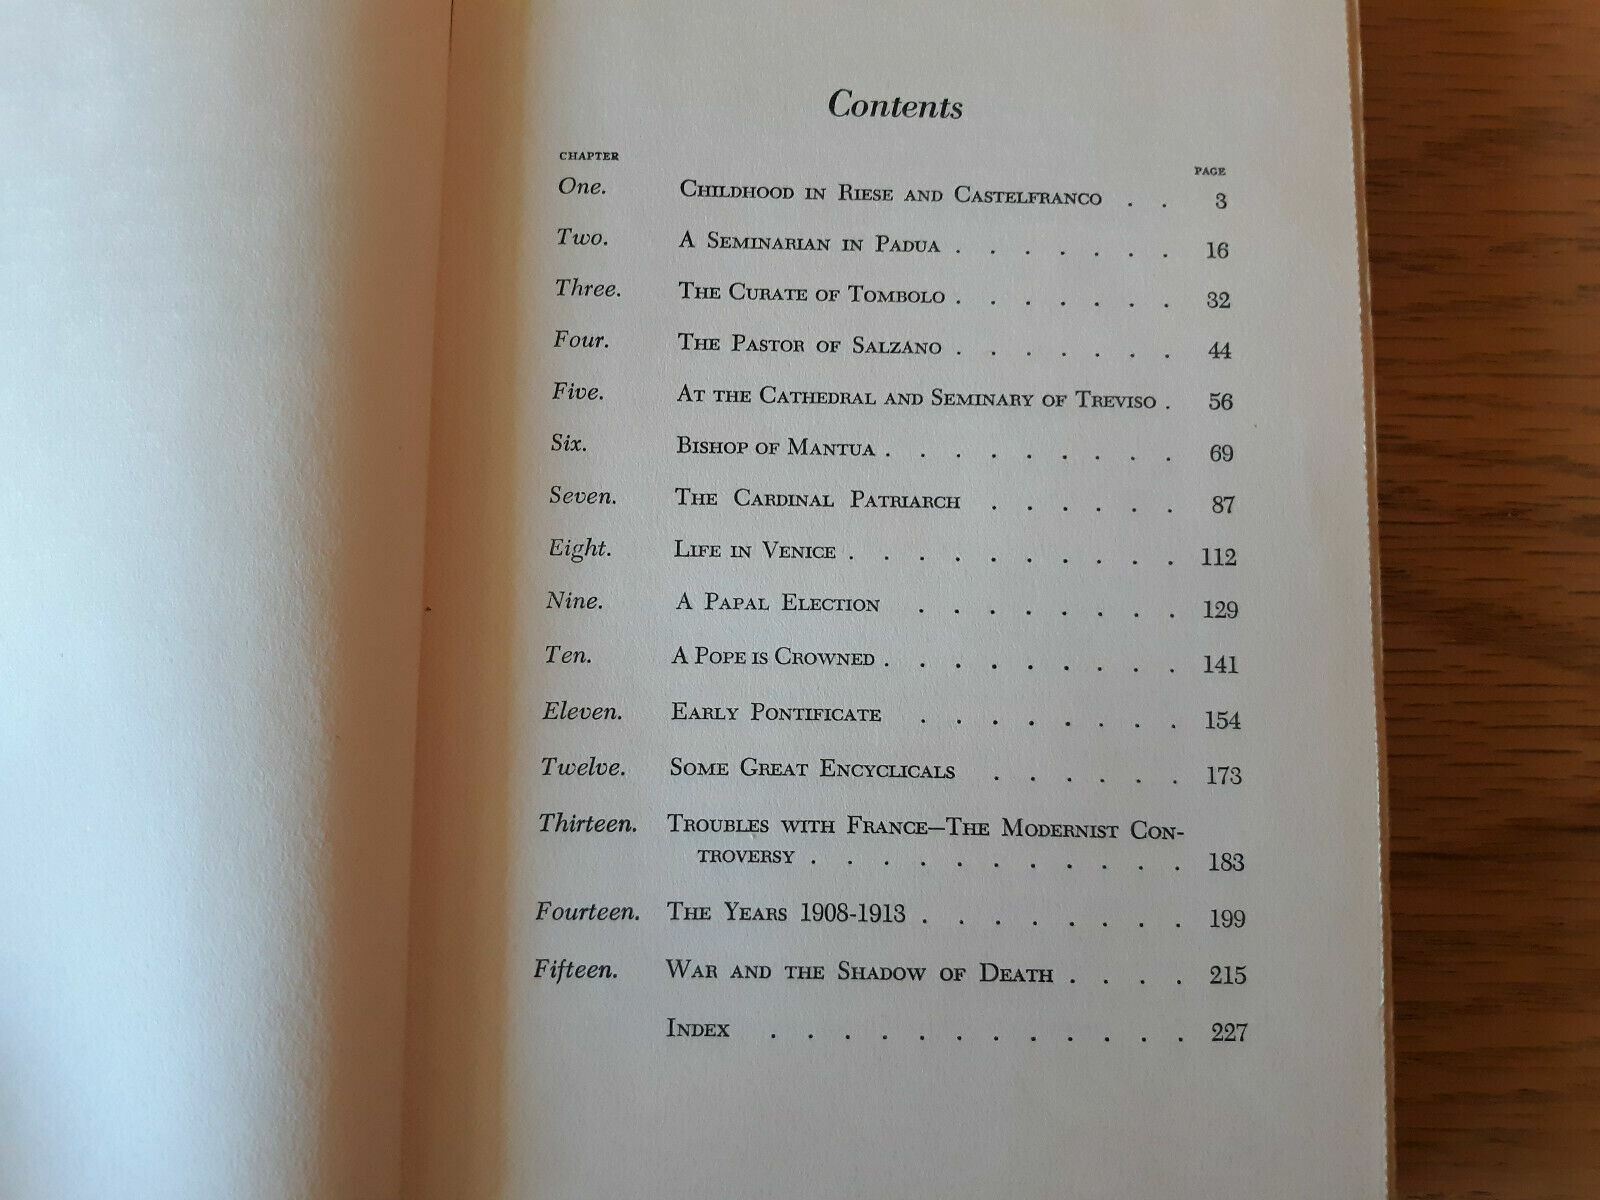 Contents
CHAPTER PAGE
One. CHILDHOOD IN RIESE AND CASTELFRANCO . . 3
Two. A SEMINARIAN IN PADUA . . . . . . . 16
Three. THE CURATE OF TOMBOLO . . . . . . . 32
Four. THE PASTOR OF SALZANO . . . . . . . 44
Five. AT THE CATHEDRAL AND SEMINARY OF TREVISO . 56
Six. BISHOP OF MANTUA . . . . . . . . . 69
Seven. THE CARDINAL PATRIARCH . . . . . . 87
Eight. LIFE IN VENICE . . . . . . . . . . 112
Nine. A PAPAL ELECTION . . . . . . . . 129
Ten. A POPE IS CROWNED . . . . . . . . . 141
Eleven. EARLY PONTIFICATE . . . . . . . . 154
Twelve. SOME GREAT ENCYCLICALS . . . . . . 173
Thirteen. TROUBLES WITH FRANCE—THE MODERNIST CON-
TROVERSY . . . . . . . . . . . 183
Fourteen. THE YEARS 1908-1913 . . . . . . . . 199
Fifteen. WAR AND THE SHADOW OF DEATH . . . . 215
INDEX . . . . . . . . . . . . 227